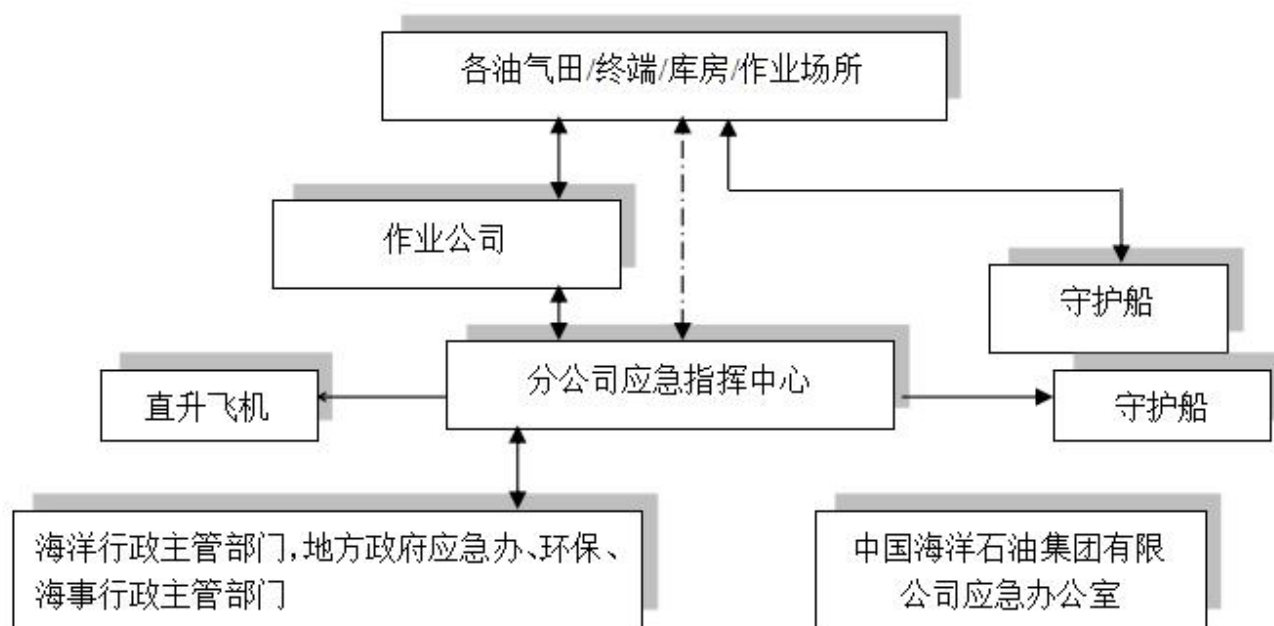 各油气田/终端/库房/作业场所
作业公司
守护船
分公司应急指挥中心
直升飞机
守护船
海洋行政主管部门,地方政府应急办、环保、
海事行政主管部门
中国海洋石油集团有限
公司应急办公室